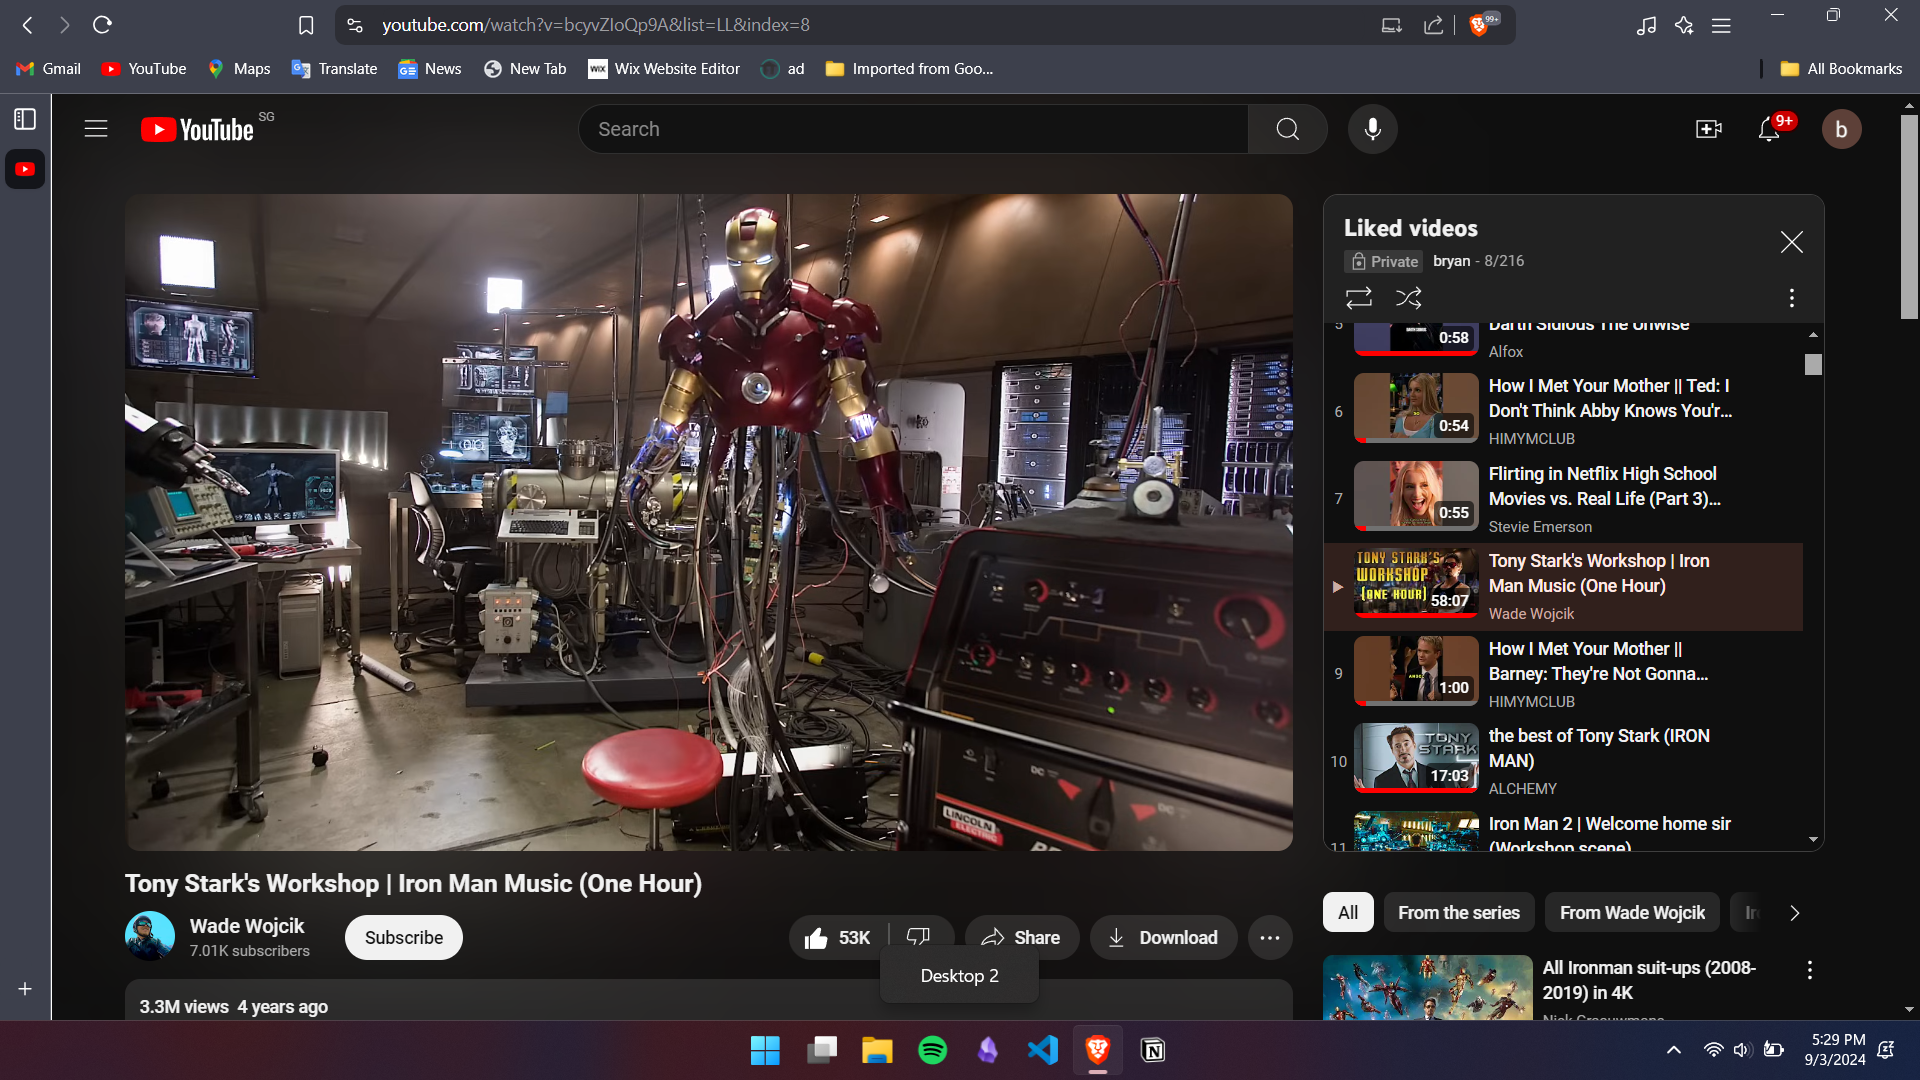 youtube.com/watch?v=bcyvZIoQp9A&list=LL&index=8
99+
Gmail
YouTube
Maps
Translate
News
New Tab
WIX Wix Website Editor
ad
Imported from Goo...
All Bookmarks
YouTube SG
Search
9+
b
Liked videos
Private bryan - 8/216
5
0:58
Darth Sidious The Unwise
Alfox
6
0:54
How I Met Your Mother || Ted: I
Don't Think Abby Knows You'r...
HIMYMCLUB
7
0:55
Flirting in Netflix High School
Movies vs. Real Life (Part 3)...
Stevie Emerson
TONY STARK'S
WORKSHOP
(ONE HOUR)
58:07
Tony Stark's Workshop | Iron
Man Music (One Hour)
Wade Wojcik
9
1:00
How I Met Your Mother ||
Barney: They're Not Gonna...
HIMYMCLUB
10
TONY
STARK
17:03
the best of Tony Stark (IRON
MAN)
ALCHEMY
11
Iron Man 2 | Welcome home sir
(Workshop scene)
LINCOLN
ELECTRIC
DC
DC
Tony Stark's Workshop | Iron Man Music (One Hour)
Wade Wojcik
7.01K subscribers
Subscribe
53K
Share
Download
Desktop 2
3.3M views 4 years ago
All
From the series
From Wade Wojcik
All Ironman suit-ups (2008-
2019) in 4K
5:29 PM
9/3/2024